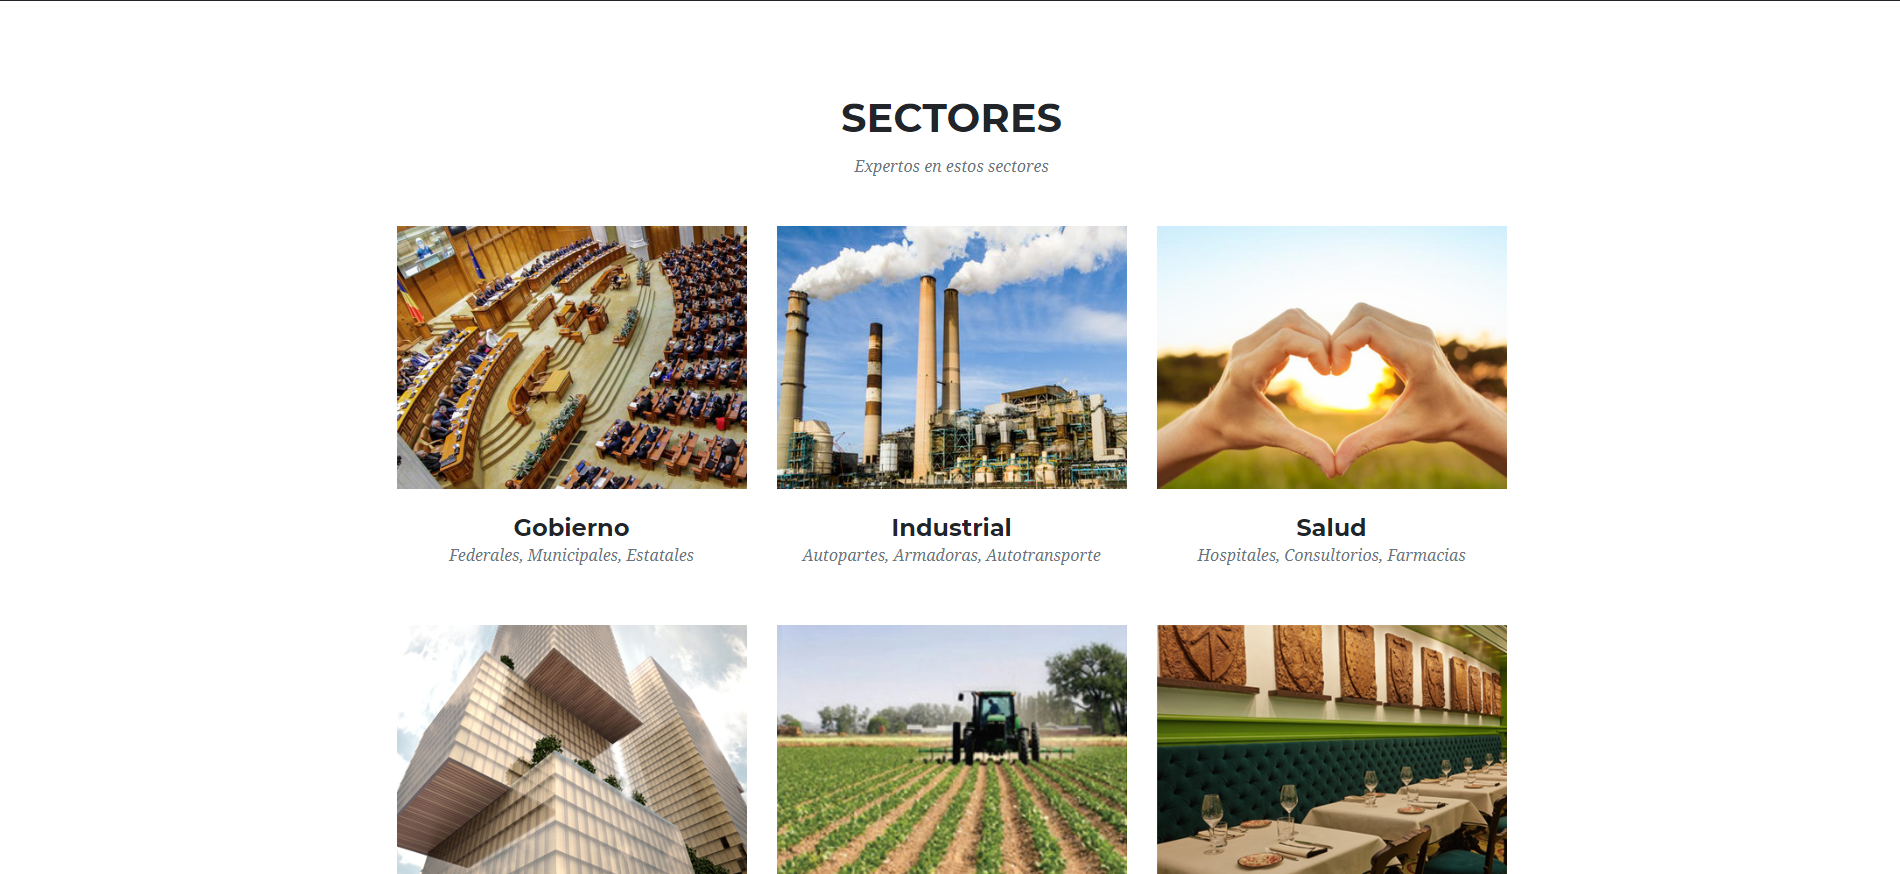 SECTORES
Expertos en estos sectores
Gobierno
Industrial
Salud
Federales, Municipales, Estatales
Autopartes, Armadoras, Autotransporte
Hospitales, Consultorios, Farmacias